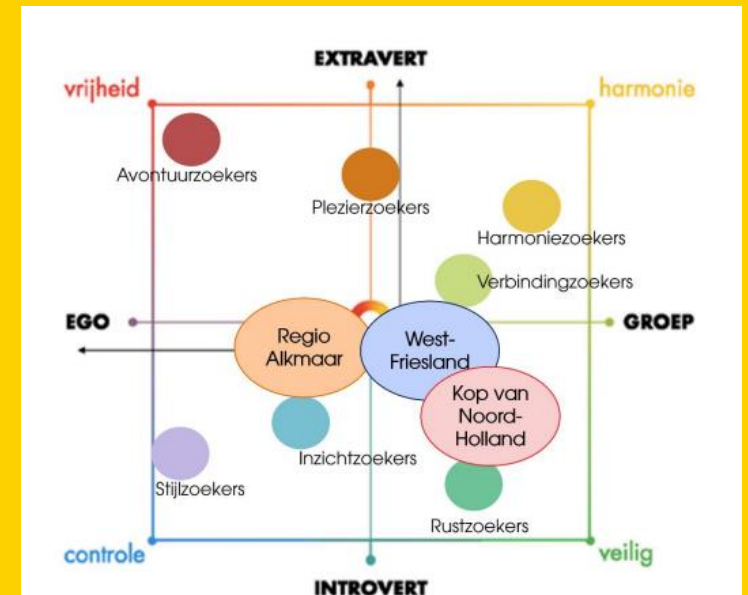 EXTRAVERT
vrijheid
harmonie
Avontuurzoekers
Plezierzoekers
Harmoniezoekers
Verbindingzoekers
EGO
GROEP
Regio
Alkmaar
West-
Friesland
Kop van
Noord-
Holland
Inzichtzoekers
Stijlzoekers
Rustzoekers
controle
veilig
INTROVERT